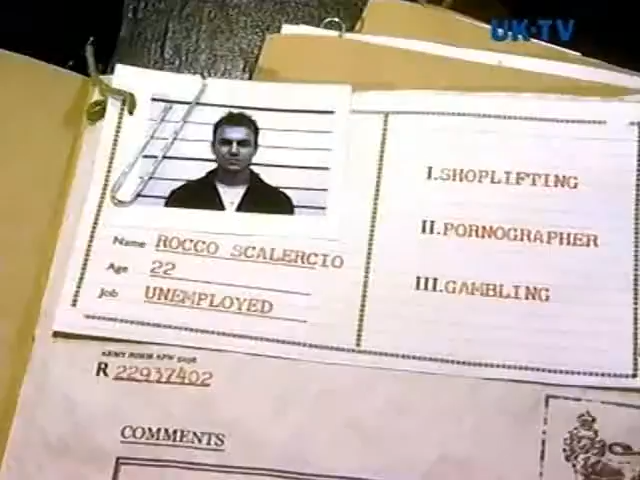 UK•TV
I.SHOPLIFTING
II.PORNOGRAPHER
III.GAMBLING
Name ROCCO SCALERCIO
Age 22
Job UNEMPLOYED
R 22937402
COMMENTS